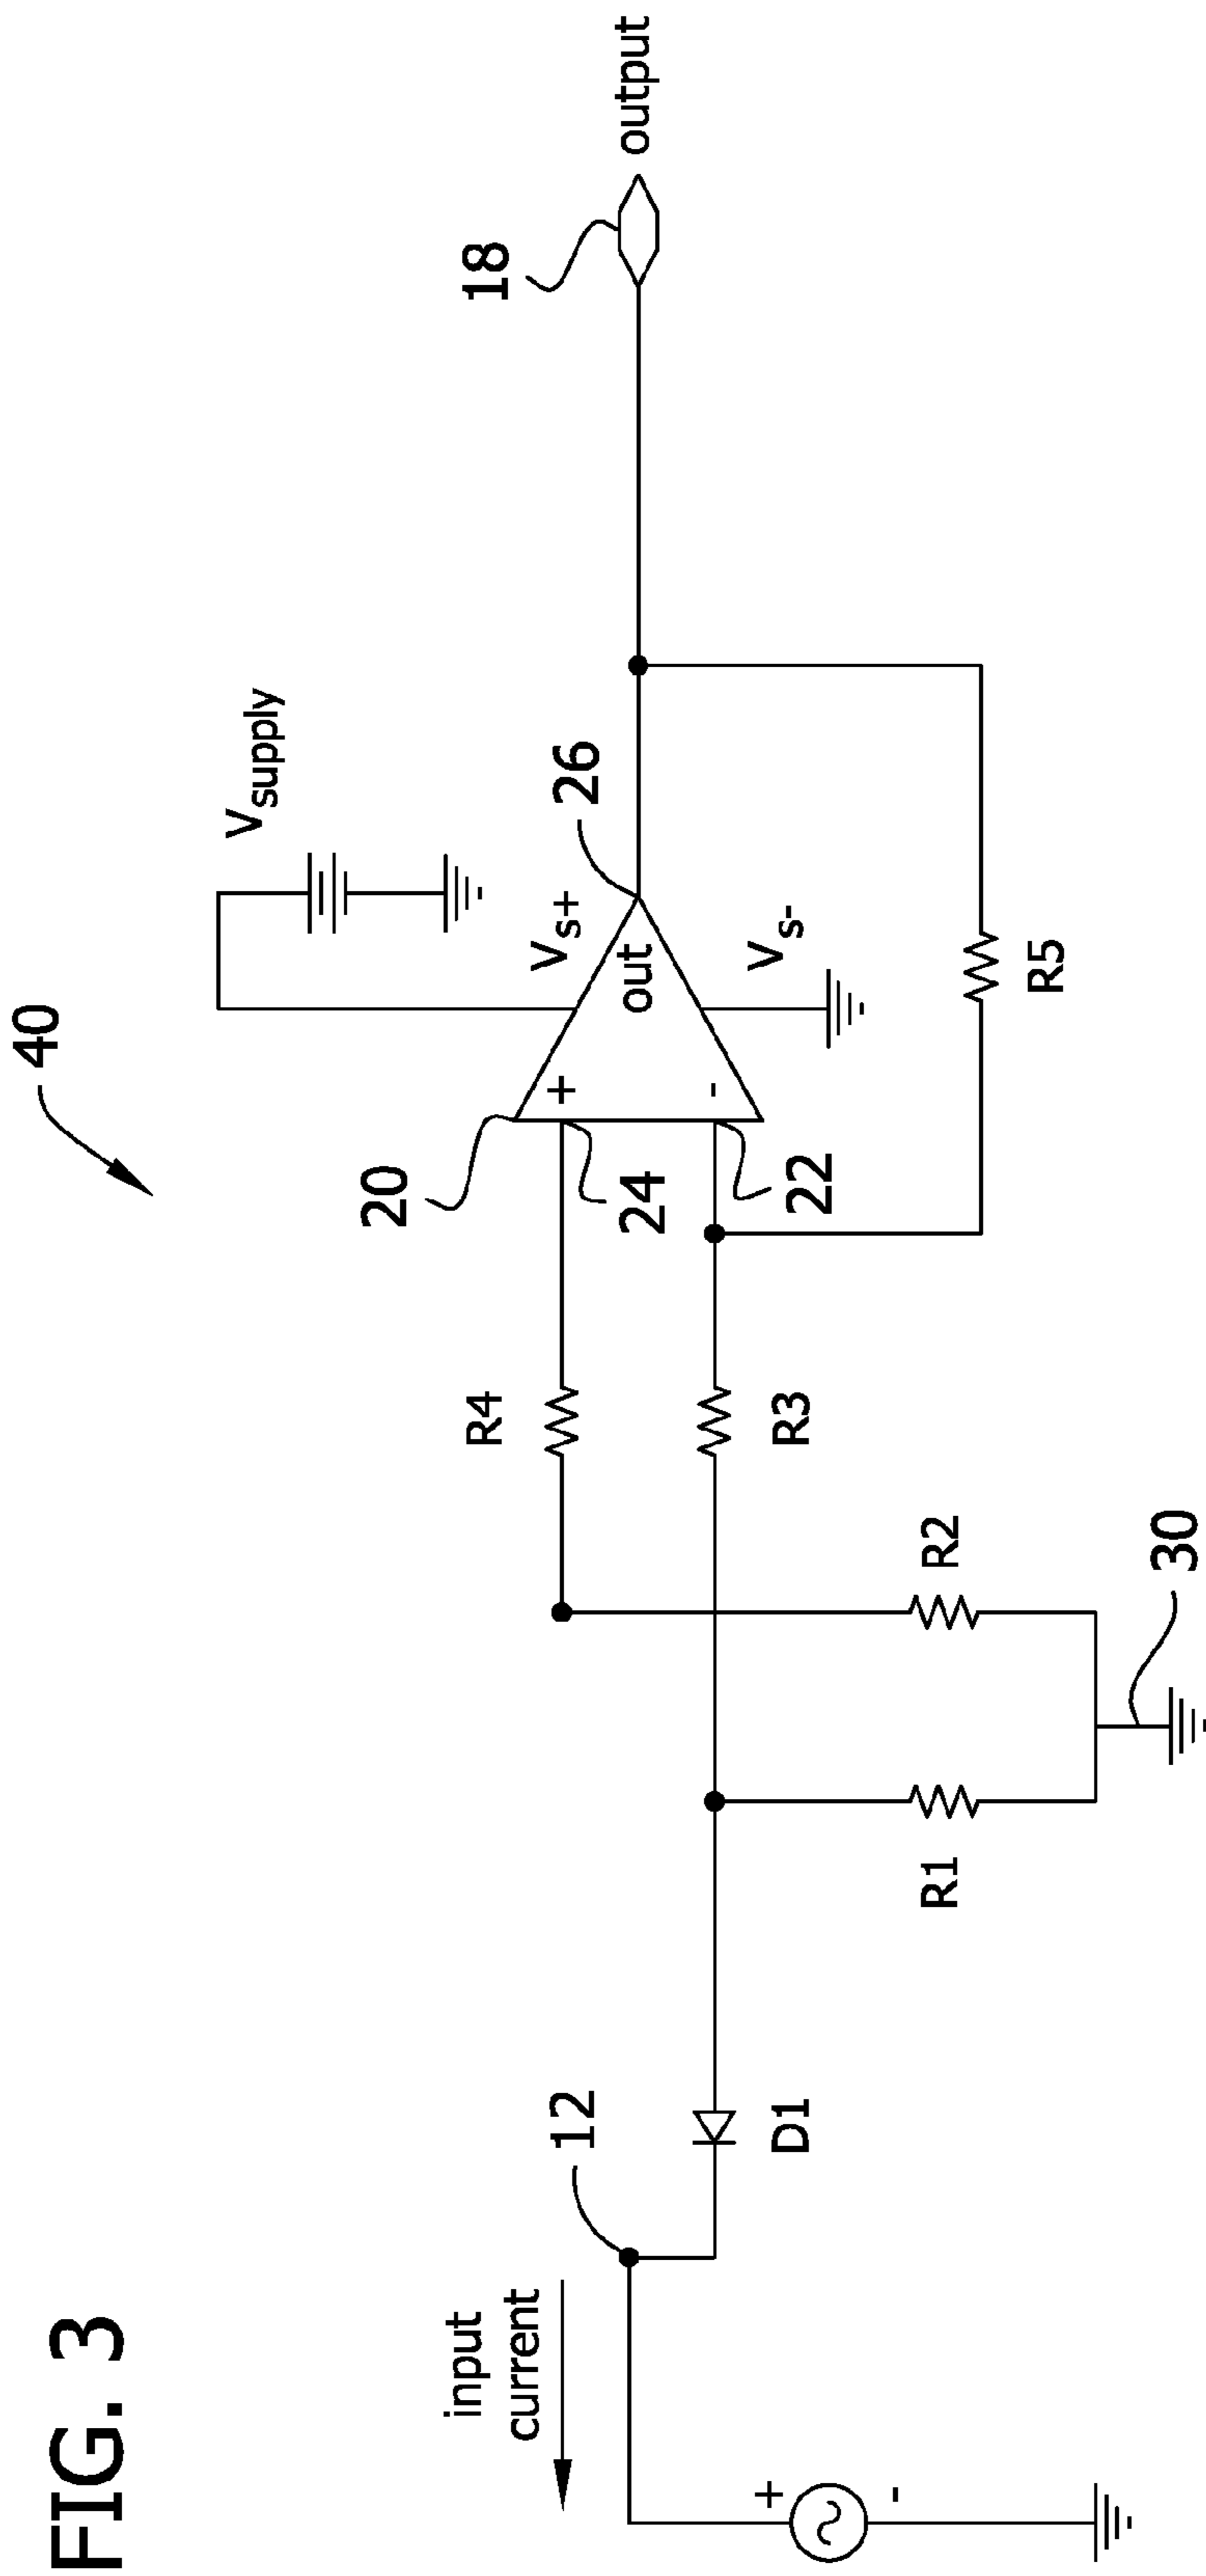 FIG. 3
40
Vsupply
Vs+
20
26
18
output
+
out
24
-
22
Vs-
R4
R3
R5
12
input
current
D1
R1
R2
30
+
-